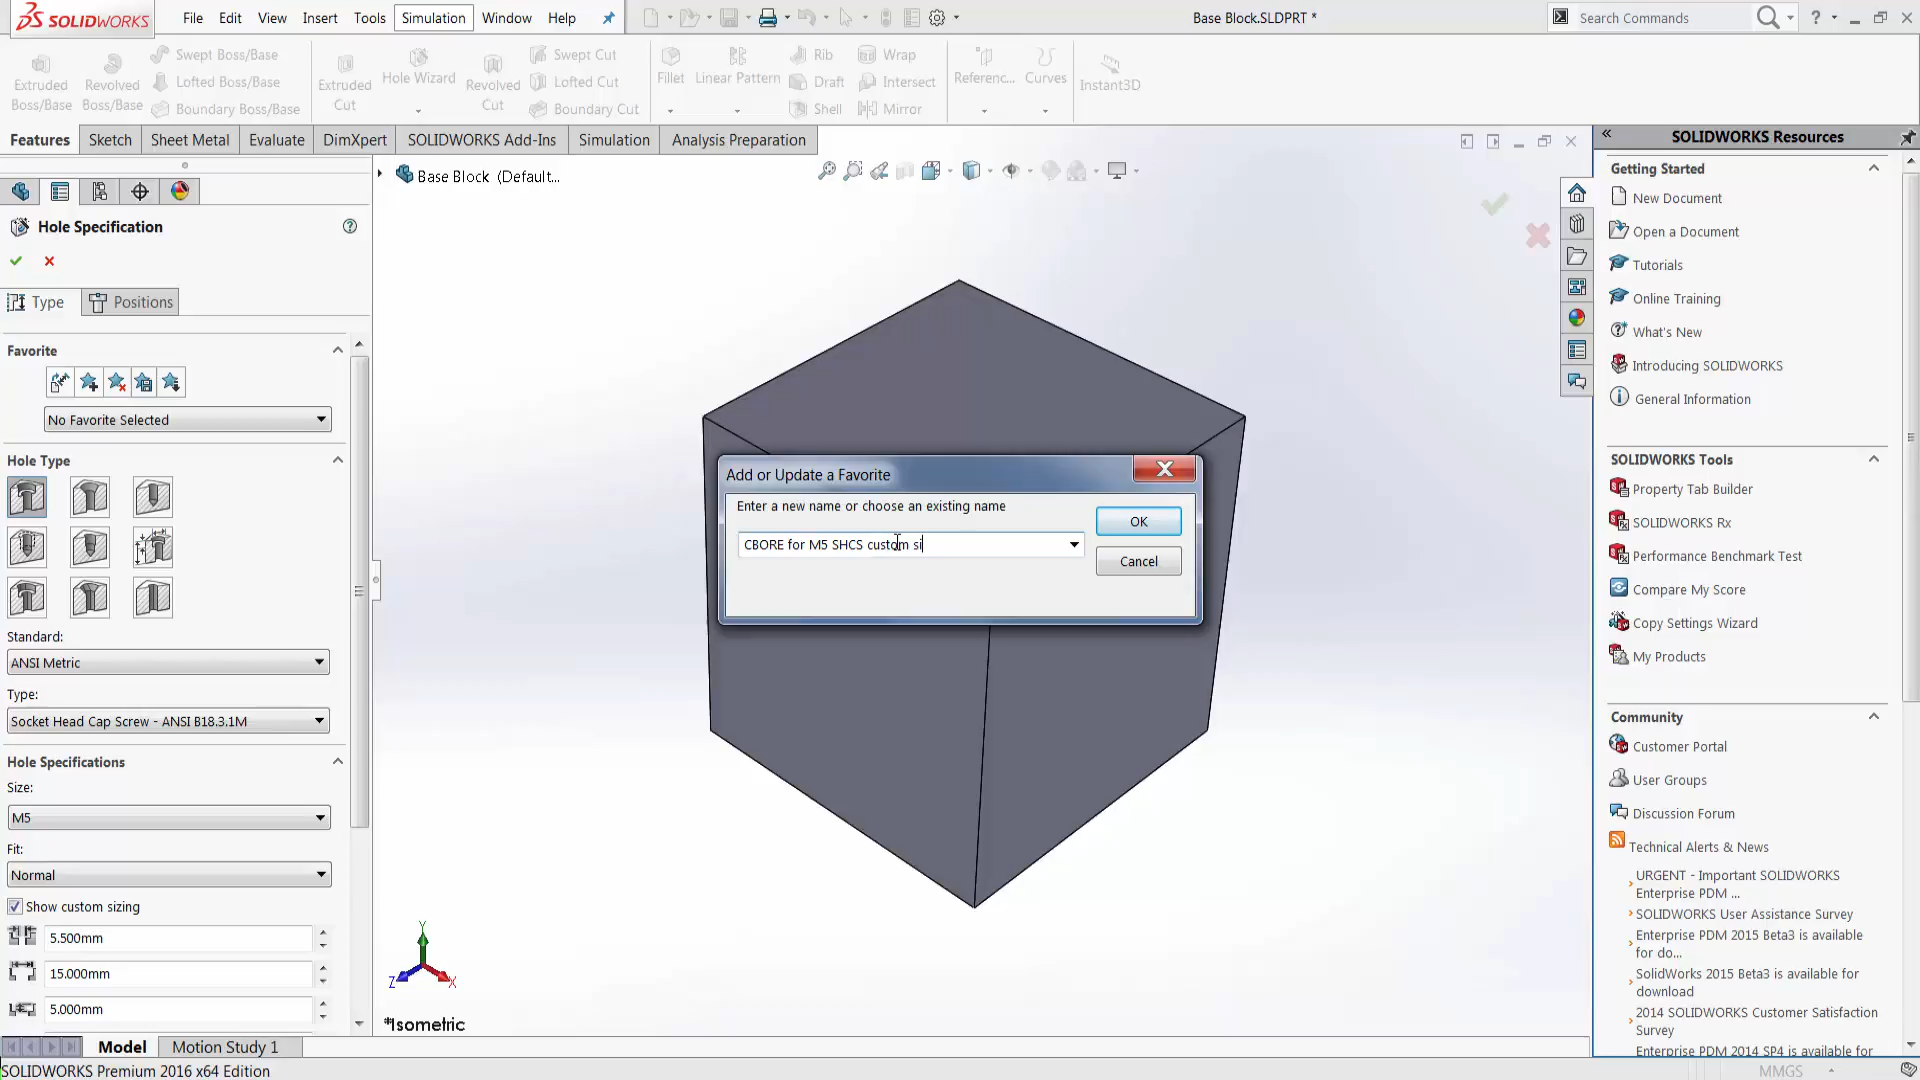 SOLIDWORKS
File Edit View Insert Tools Simulation Window Help
Base Block.SLDPRT *
Search Commands
Extruded Boss/Base
Revolved Boss/Base
Swept Boss/Base
Lofted Boss/Base
Boundary Boss/Base
Extruded Cut
Hole Wizard
Revolved Cut
Swept Cut
Lofted Cut
Boundary Cut
Fillet
Linear Pattern
Rib
Draft
Shell
Wrap
Intersect
Mirror
Referenc...
Curves
Instant3D
Features Sketch Sheet Metal Evaluate DimXpert SOLIDWORKS Add-Ins Simulation Analysis Preparation
Hole Specification
Type Positions
Favorite
No Favorite Selected
Hole Type
Standard:
ANSI Metric
Type:
Socket Head Cap Screw - ANSI B18.3.1M
Hole Specifications
Size:
M5
Fit:
Normal
Show custom sizing
5.500mm
15.000mm
5.000mm
Base Block (Default...
Add or Update a Favorite
Enter a new name or choose an existing name
CBORE for M5 SHCS custom si
OK
Cancel
Y
Z X
*Isometric
SOLIDWORKS Resources
Getting Started
New Document
Open a Document
Tutorials
Online Training
What's New
Introducing SOLIDWORKS
General Information
SOLIDWORKS Tools
Property Tab Builder
SOLIDWORKS Rx
Performance Benchmark Test
Compare My Score
Copy Settings Wizard
My Products
Community
Customer Portal
User Groups
Discussion Forum
Technical Alerts & News
URGENT - Important SOLIDWORKS
Enterprise PDM ...
SOLIDWORKS User Assistance Survey
Enterprise PDM 2015 Beta3 is available
for do...
SolidWorks 2015 Beta3 is available for
download
2014 SOLIDWORKS Customer Satisfaction
Survey
Enterprise PDM 2014 SP4 is available for
Model Motion Study 1
SOLIDWORKS Premium 2016 x64 Edition
MMGS